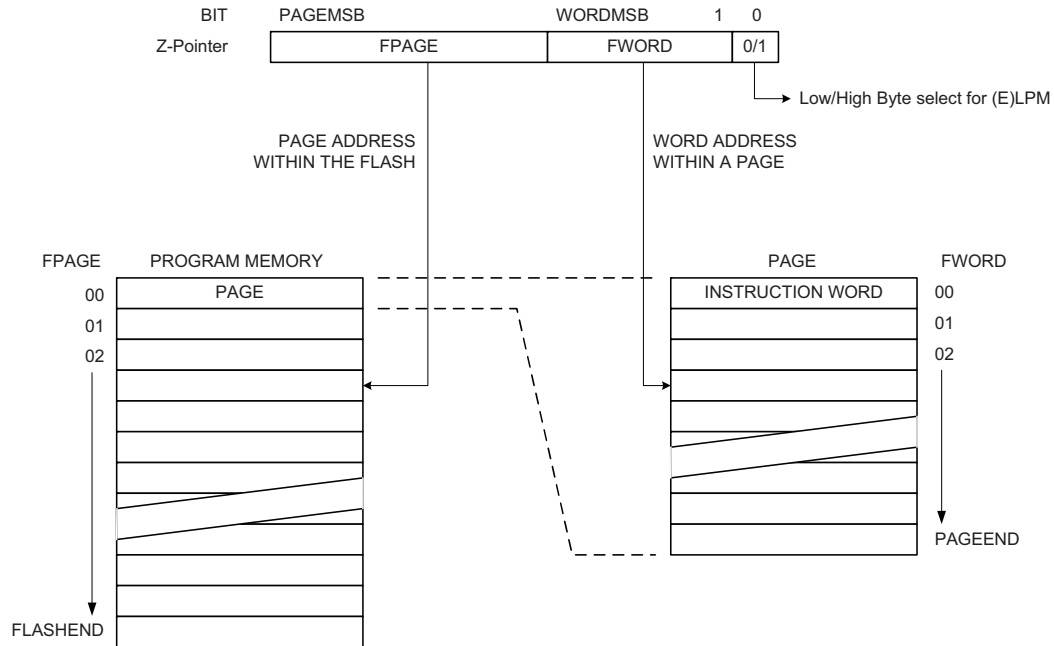 BIT PAGEMSB WORDMSB 1 0
Z-Pointer FPAGE FWORD 0/1
Low/High Byte select for (E)LPM
PAGE ADDRESS
WITHIN THE FLASH
WORD ADDRESS
WITHIN A PAGE
FPAGE PROGRAM MEMORY PAGE FWORD
00 PAGE INSTRUCTION WORD 00
01 01
02 02
PAGEEND
FLASHEND